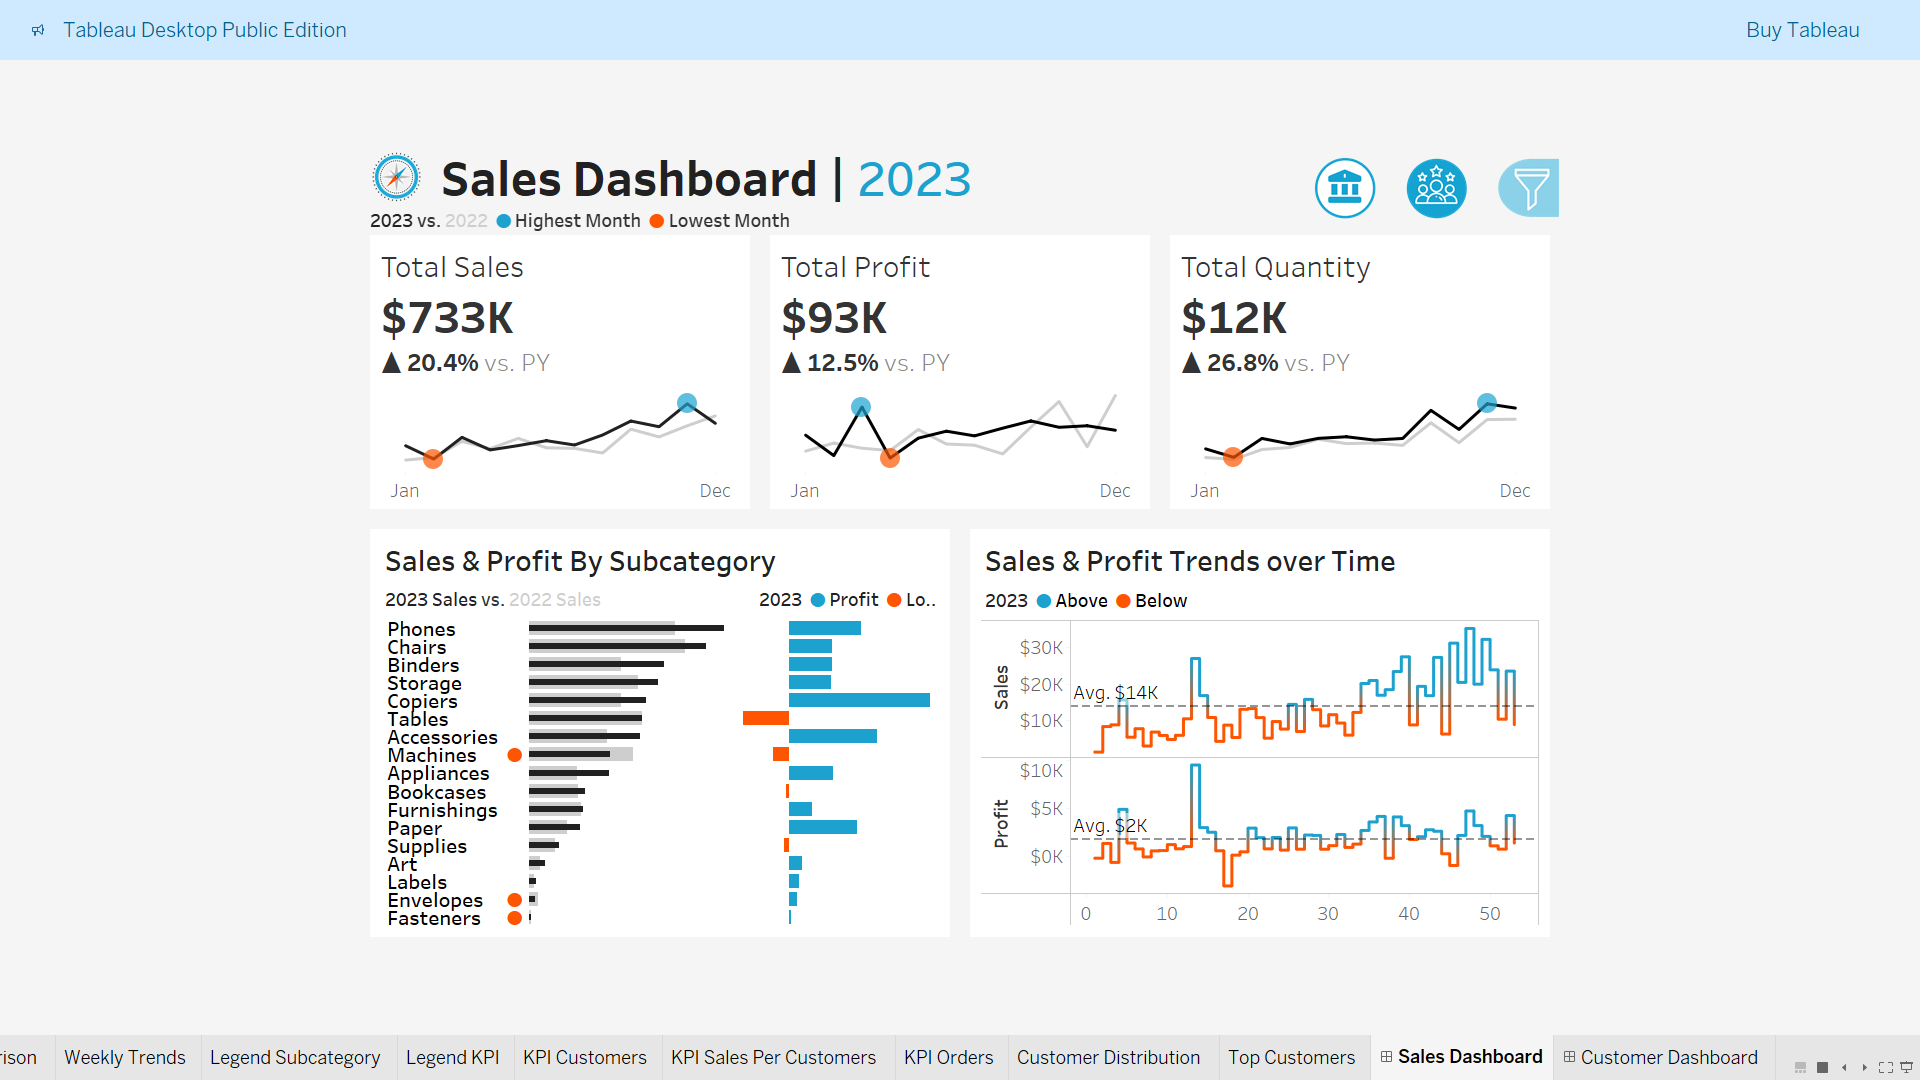 Tableau Desktop Public Edition
Buy Tableau
Sales Dashboard | 2023
2023 vs. 2022 Highest Month Lowest Month
Total Sales
$733K
▲ 20.4% vs. PY
Jan Dec
Total Profit
$93K
▲ 12.5% vs. PY
Jan Dec
Total Quantity
$12K
▲ 26.8% vs. PY
Jan Dec
Sales & Profit By Subcategory
2023 Sales vs. 2022 Sales
2023 Profit Lo..
Phones
Chairs
Binders
Storage
Copiers
Tables
Accessories
Machines
Appliances
Bookcases
Furnishings
Paper
Supplies
Art
Labels
Envelopes
Fasteners
Sales & Profit Trends over Time
2023 Above Below
Sales
$30K
$20K
$10K
Avg. $14K
Profit
$10K
$5K
$0K
Avg. $2K
0 10 20 30 40 50
rison
Weekly Trends
Legend Subcategory
Legend KPI
KPI Customers
KPI Sales Per Customers
KPI Orders
Customer Distribution
Top Customers
Sales Dashboard
Customer Dashboard